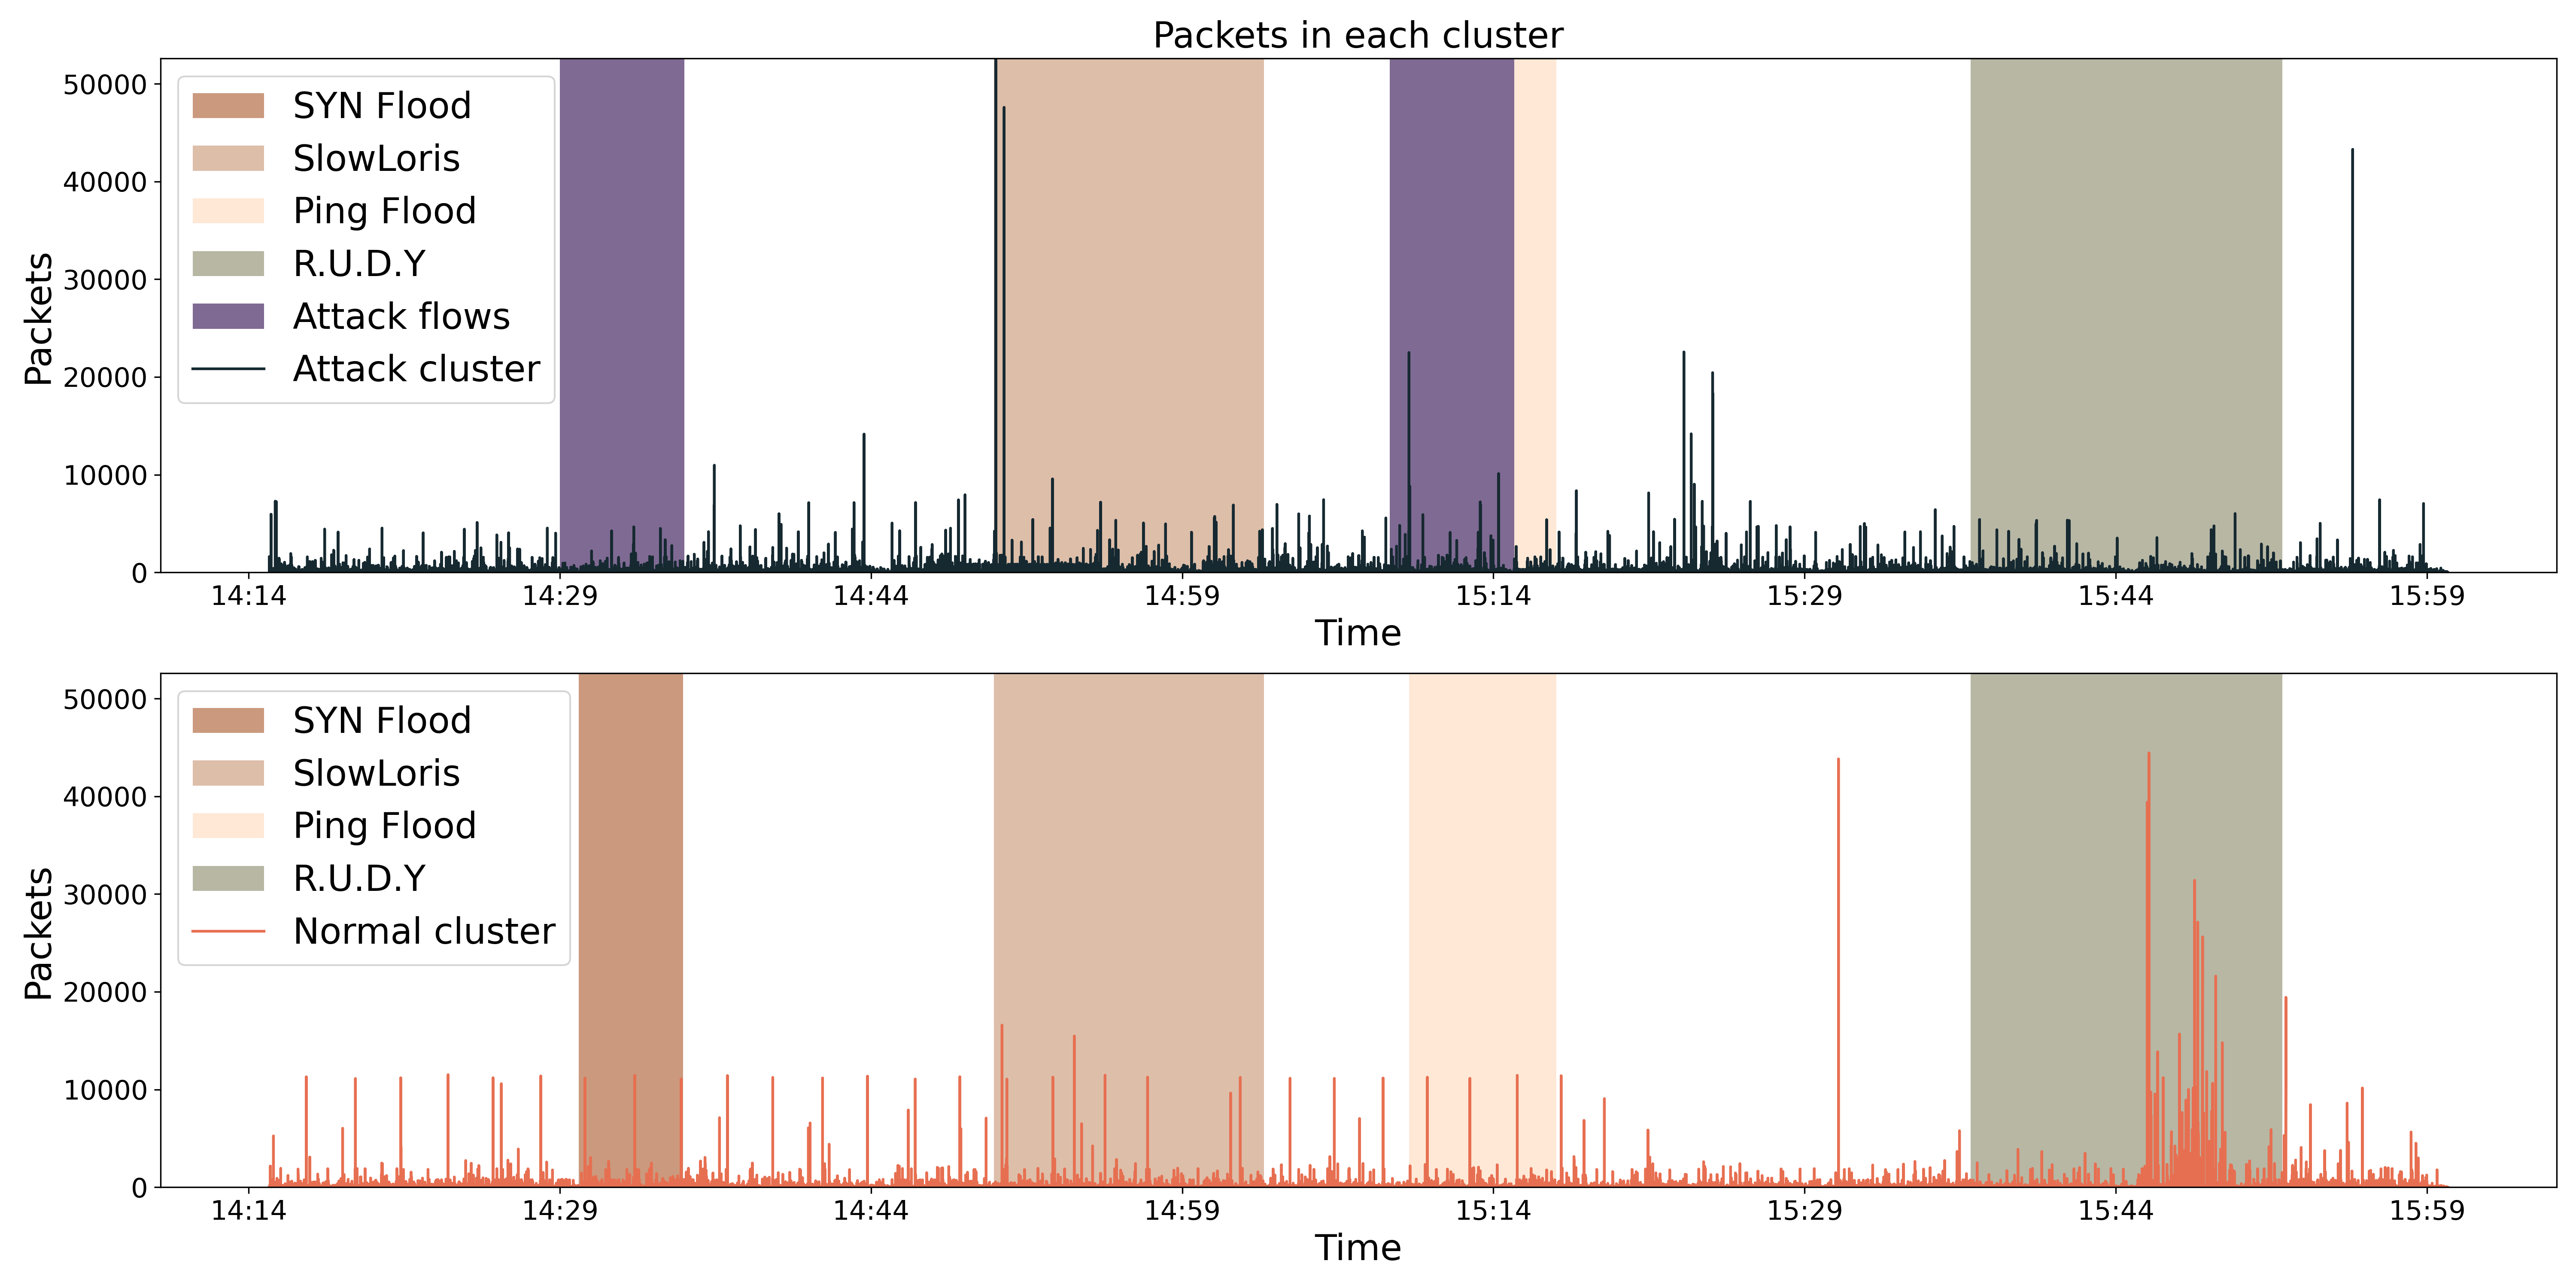 Packets in each cluster
50000
40000
30000
20000
10000
0
Packets
SYN Flood
SlowLoris
Ping Flood
R.U.D.Y
Attack flows
Attack cluster
14:14 14:29 14:44 14:59 15:14 15:29 15:44 15:59
Time
50000
40000
30000
20000
10000
0
Packets
SYN Flood
SlowLoris
Ping Flood
R.U.D.Y
Normal cluster
14:14 14:29 14:44 14:59 15:14 15:29 15:44 15:59
Time